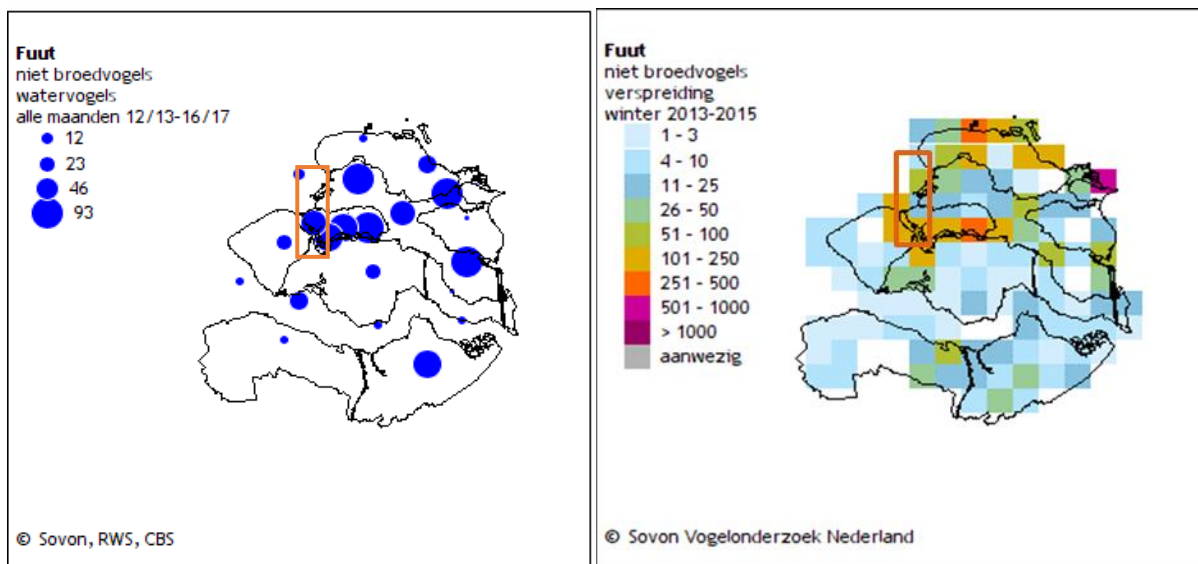 Fuut
niet broedvogels
watervogels
alle maanden 12/13-16/17
12
23
46
93
© Sovon, RWS, CBS
Fuut
niet broedvogels
verspreiding
winter 2013-2015
1 - 3
4 - 10
11 - 25
26 - 50
51 - 100
101 - 250
251 - 500
501 - 1000
> 1000
aanwezig
© Sovon Vogelonderzoek Nederland